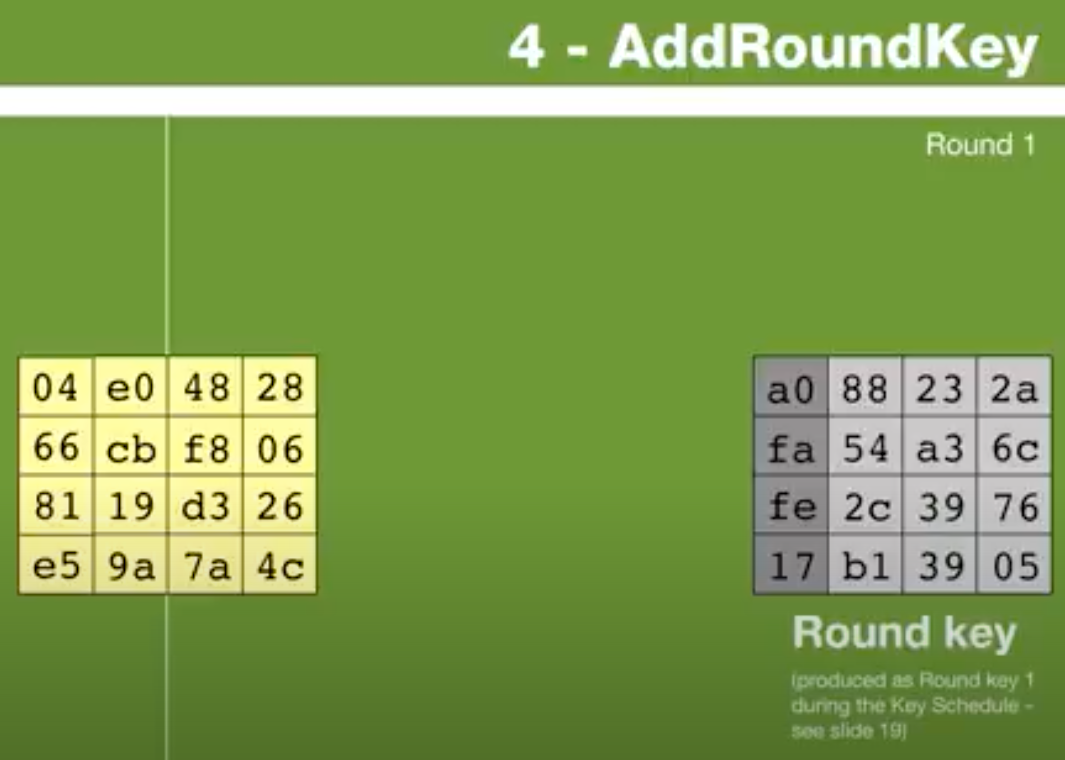 4 - AddRoundKey
Round 1
04 e0 48 28
66 cb f8 06
81 19 d3 26
e5 9a 7a 4c
a0 88 23 2a
fa 54 a3 6c
fe 2c 39 76
17 b1 39 05
Round key
(produced as Round key 1
during the Key Schedule -
see slide 19)